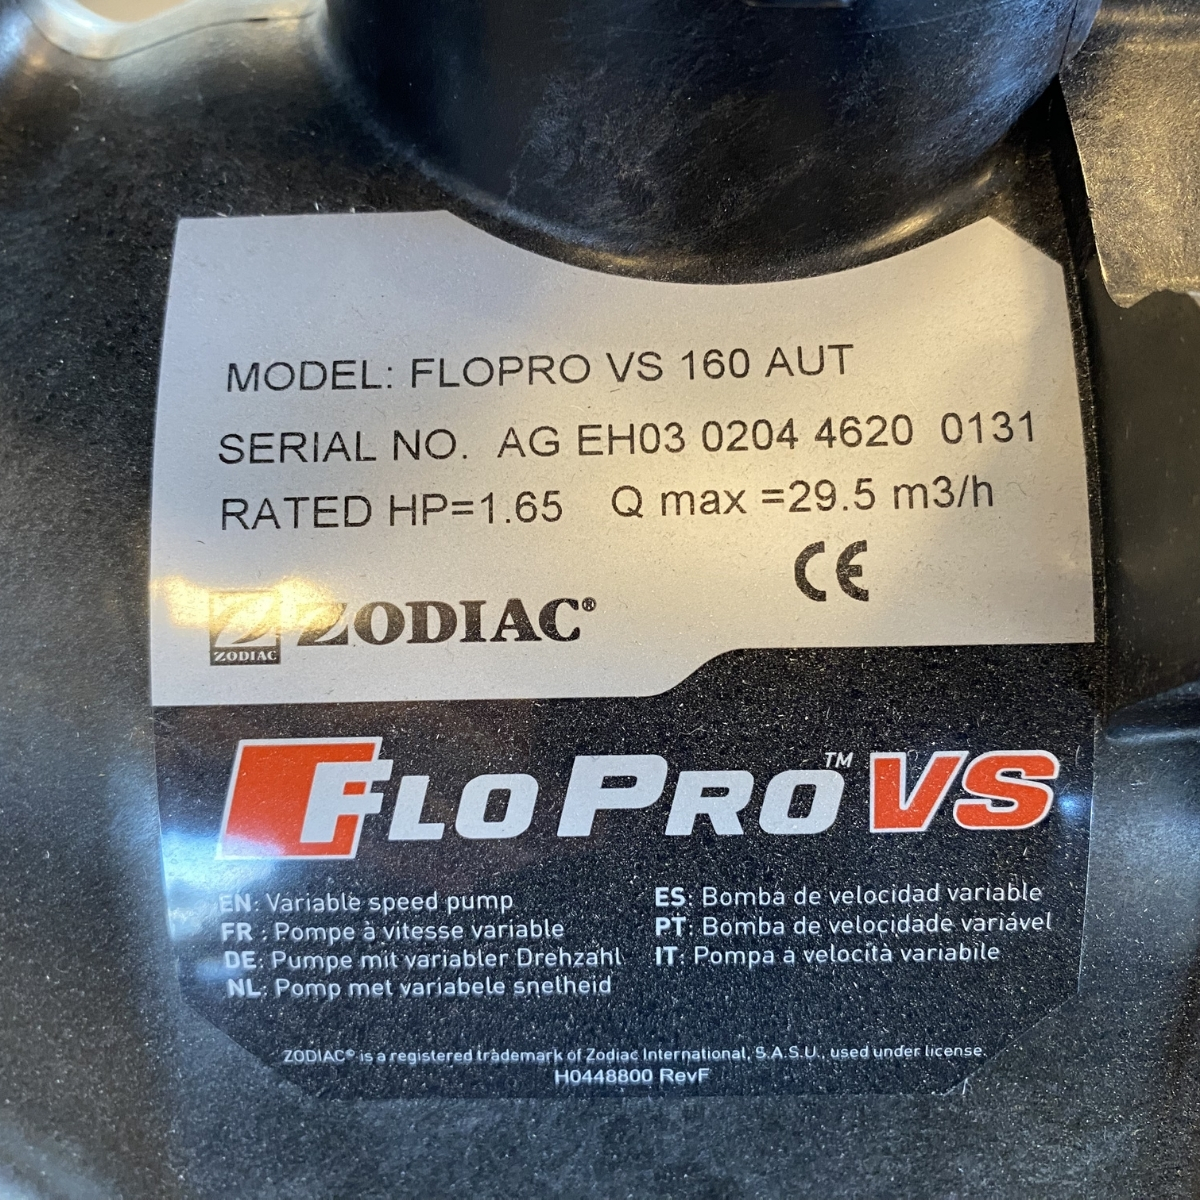 MODEL: FLOPRO VS 160 AUT
SERIAL NO. AG EH03 0204 4620 0131
RATED HP=1.65 Q max =29.5 m3/h
CE
ZODIAC ZODIAC®
FLO PRO™ VS
EN: Variable speed pump
FR : Pompe à vitesse variable
DE: Pumpe mit variabler Drehzahl
NL: Pomp met variabele snelheid
ES: Bomba de velocidad variable
PT: Bomba de velocidade variável
IT: Pompa a velocità variabile
ZODIAC® is a registered trademark of Zodiac International, S.A.S.U., used under license.
H0448800 RevF